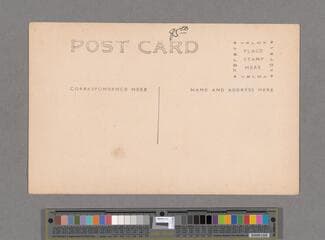 POST CARD
PLACE
STAMP
HERE
CORRESPONDENCE HERE
NAME AND ADDRESS HERE